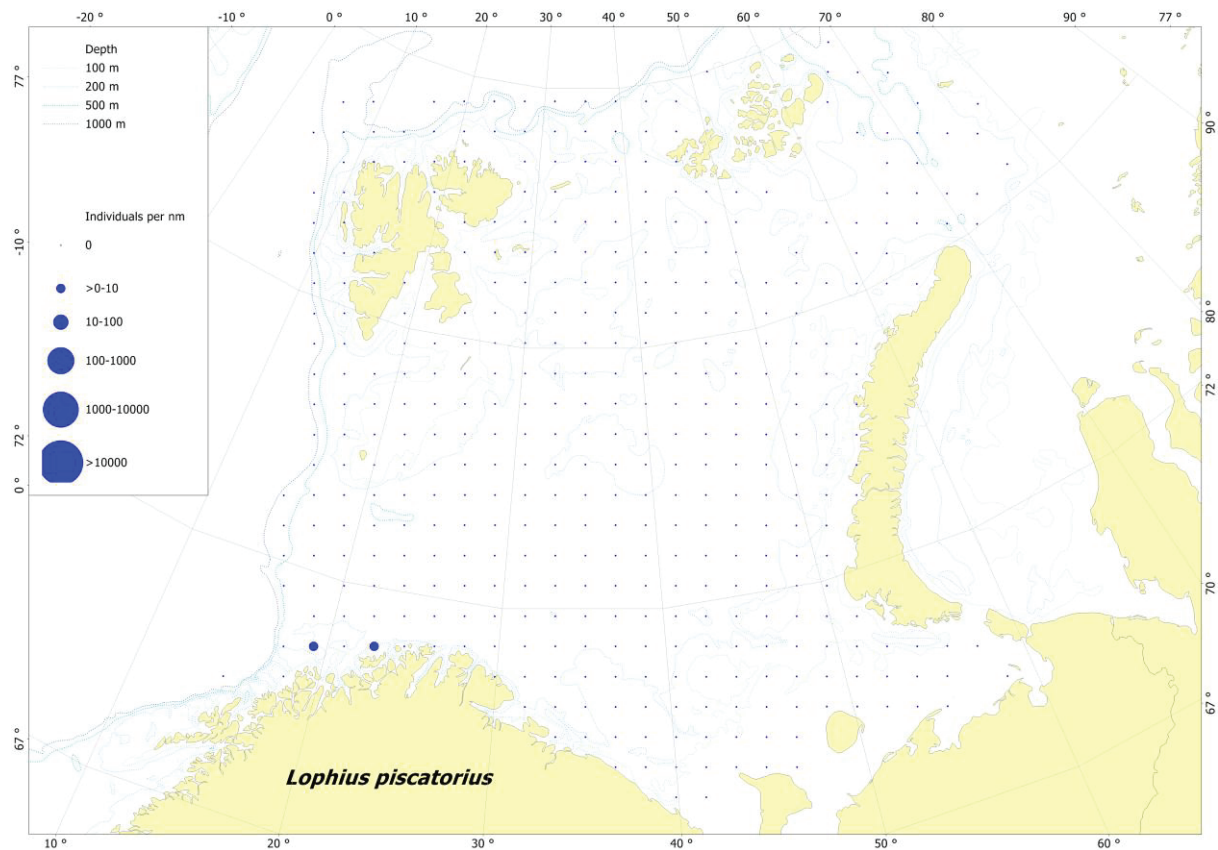 -20 ° -10 ° 0 ° 10 ° 20 ° 30 ° 40 ° 50 ° 60 ° 70 ° 80 ° 90 ° 77 °
Depth
100 m
200 m
500 m
1000 m
Individuals per nm
0
>0-10
10-100
100-1000
1000-10000
>10000
77 °
-10 °
72 °
0 °
67 °
90 °
80 °
72 °
70 °
67 °
Lophius piscatorius
10 ° 20 ° 30 ° 40 ° 50 ° 60 °